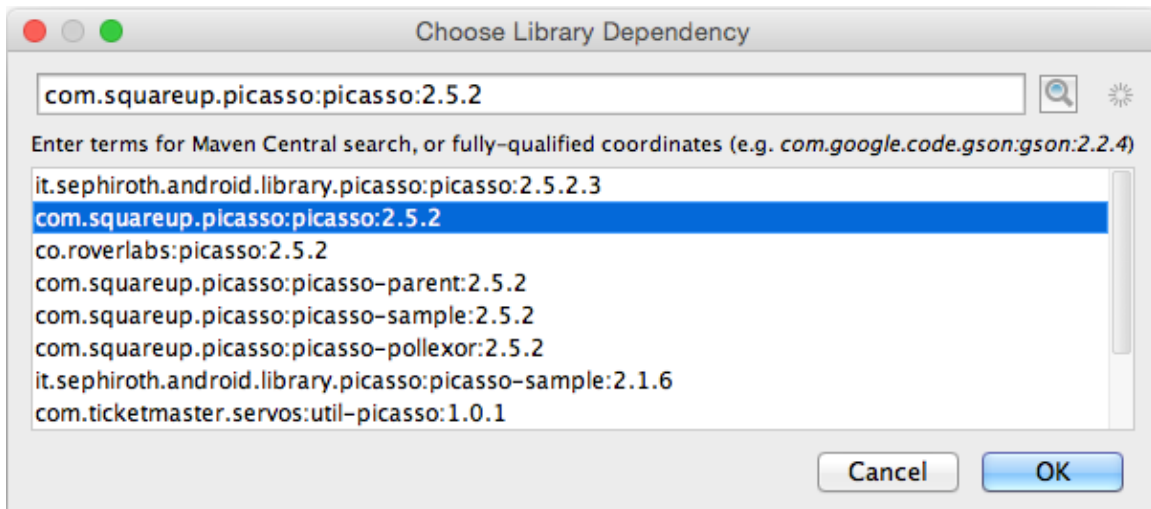 Choose Library Dependency
com.squareup.picasso:picasso:2.5.2
Enter terms for Maven Central search, or fully-qualified coordinates (e.g. com.google.code.gson:gson:2.2.4)
it.sephiroth.android.library.picasso:picasso:2.5.2.3
com.squareup.picasso:picasso:2.5.2
co.roverlabs:picasso:2.5.2
com.squareup.picasso:picasso-parent:2.5.2
com.squareup.picasso:picasso-sample:2.5.2
com.squareup.picasso:picasso-pollexor:2.5.2
it.sephiroth.android.library.picasso:picasso-sample:2.1.6
com.ticketmaster.servos:util-picasso:1.0.1
Cancel OK